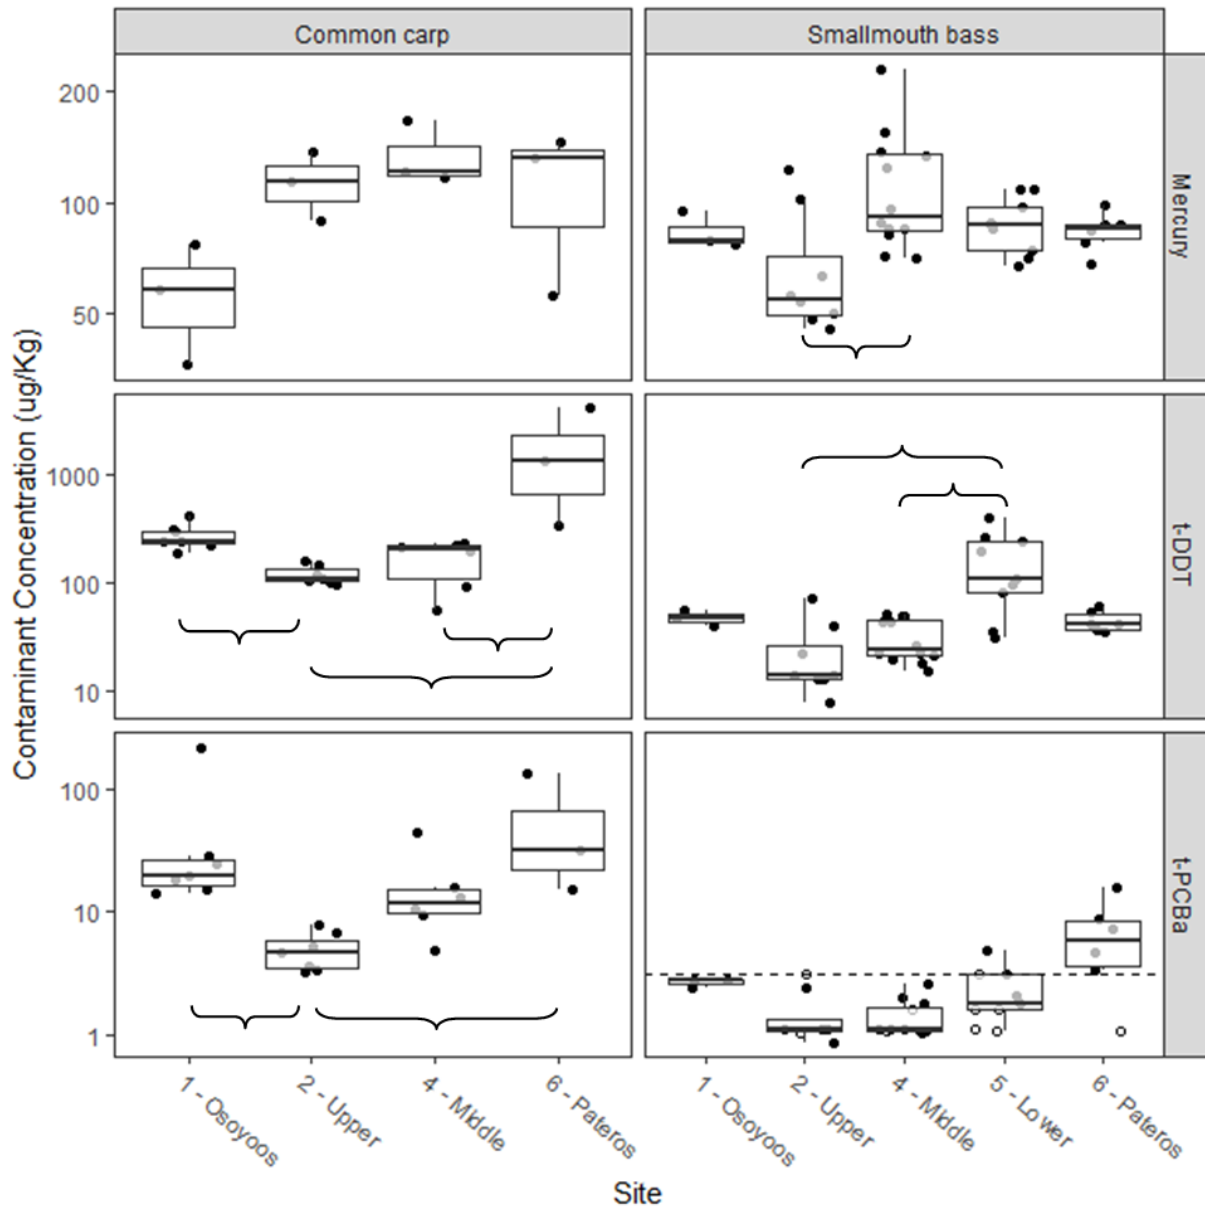 Common carp
Smallmouth bass
Contaminant Concentration (ug/Kg)
200
100
50
Mercury
1000
100
10
t-DDT
100
10
1
t-PCBa
1 - Osoyoos
2 - Upper
4 - Middle
6 - Pateros
1 - Osoyoos
2 - Upper
4 - Middle
5 - Lower
6 - Pateros
Site